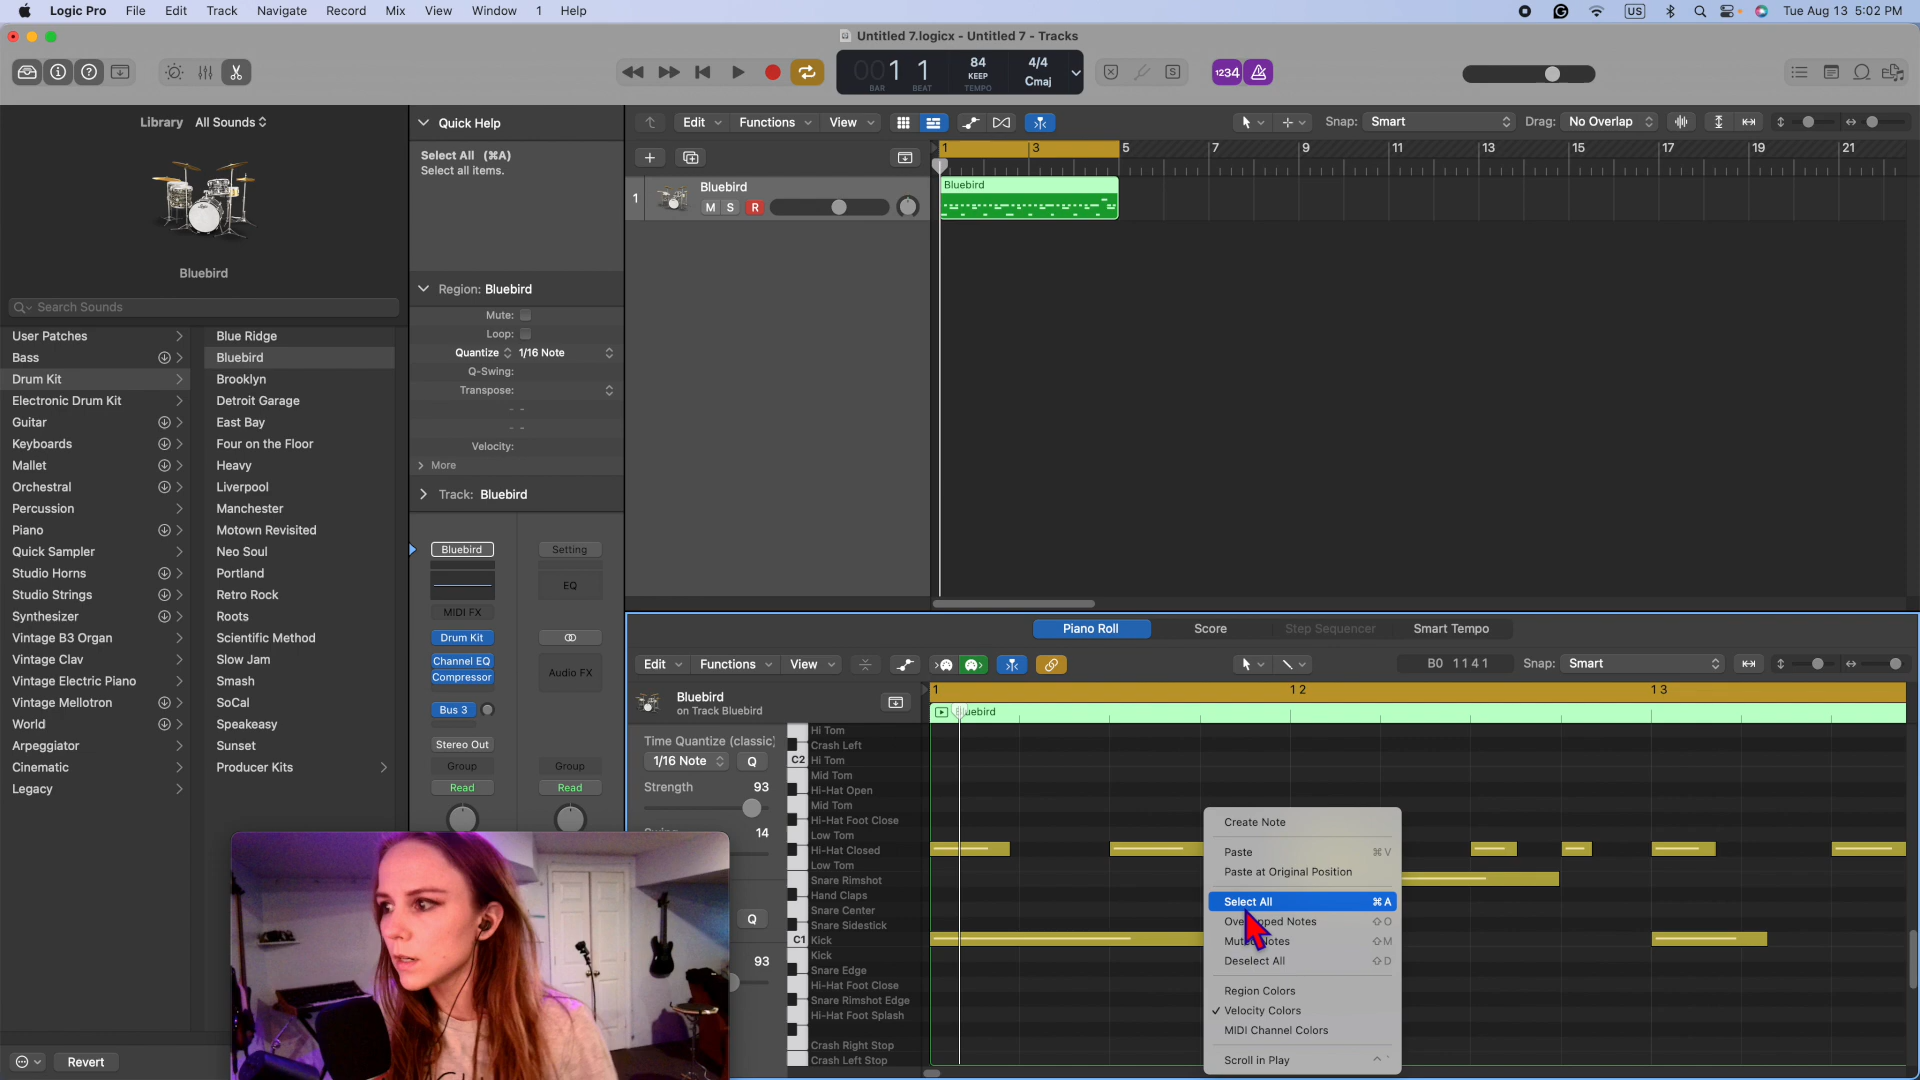 Logic Pro File Edit Track Navigate Record Mix View Window 1 Help US Tue Aug 13 5:02 PM
Untitled 7.logicx - Untitled 7 - Tracks
001 1 84 KEEP TEMPO 4/4 Cmaj 1234
BAR BEAT
Library All Sounds
Bluebird
Search Sounds
User Patches
Bass
Drum Kit
Electronic Drum Kit
Guitar
Keyboards
Mallet
Orchestral
Percussion
Piano
Quick Sampler
Studio Horns
Studio Strings
Synthesizer
Vintage B3 Organ
Vintage Clav
Vintage Electric Piano
Vintage Mellotron
World
Arpeggiator
Cinematic
Legacy
Revert
Blue Ridge
Bluebird
Brooklyn
Detroit Garage
East Bay
Four on the Floor
Heavy
Liverpool
Manchester
Motown Revisited
Neo Soul
Portland
Retro Rock
Roots
Scientific Method
Slow Jam
Smash
SoCal
Speakeasy
Sunset
Producer Kits
Quick Help
Select All (⌘A)
Select all items.
Region: Bluebird
Mute:
Loop:
Quantize 1/16 Note
Q-Swing:
Transpose:
- -
- -
Velocity:
More
Track: Bluebird
Bluebird Setting
EQ
MIDI FX
Drum Kit
Channel EQ
Compressor
Audio FX
Bus 3
Stereo Out
Group Group
Read Read
Edit Functions View Snap: Smart Drag: No Overlap
1 3 5 7 9 11 13 15 17 19 21
1 Bluebird
M S R
Bluebird
Piano Roll Score Step Sequencer Smart Tempo
Edit Functions View B0 1 1 4 1 Snap: Smart
Bluebird
on Track Bluebird
1 1 2 1 3
Time Quantize (classic)
1/16 Note Q
Strength 93
14
Q
93
Hi Tom
Crash Left
C2 Hi Tom
Mid Tom
Hi-Hat Open
Mid Tom
Hi-Hat Foot Close
Low Tom
Hi-Hat Closed
Low Tom
Snare Rimshot
Hand Claps
Snare Center
Snare Sidestick
C1 Kick
Kick
Snare Edge
Hi-Hat Foot Close
Snare Rimshot Edge
Hi-Hat Foot Splash
Crash Right Stop
Crash Left Stop
Create Note
Paste ⌘V
Paste at Original Position
Select All ⌘A
Notes ⇧O
⇧M
Deselect All ⇧D
Region Colors
✓ Velocity Colors
MIDI Channel Colors
Scroll in Play